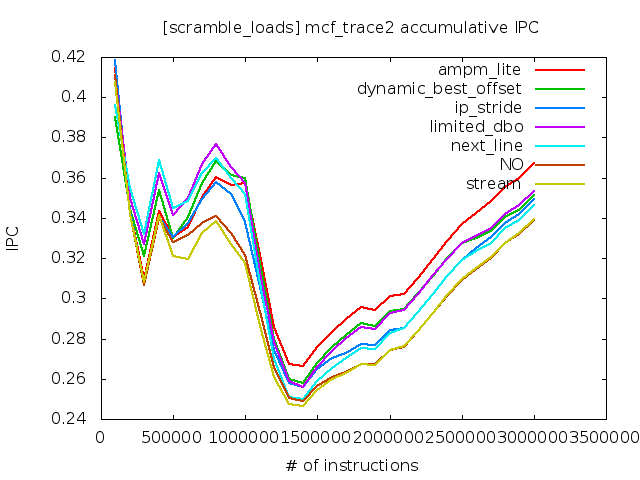 [scramble_loads] mcf_trace2 accumulative IPC
0.42
0.4
0.38
0.36
0.34
0.32
0.3
0.28
0.26
0.24
IPC
ampm_lite
dynamic_best_offset
ip_stride
limited_dbo
next_line
NO
stream
0 500000 1000000 1500000 2000000 2500000 3000000 3500000
# of instructions